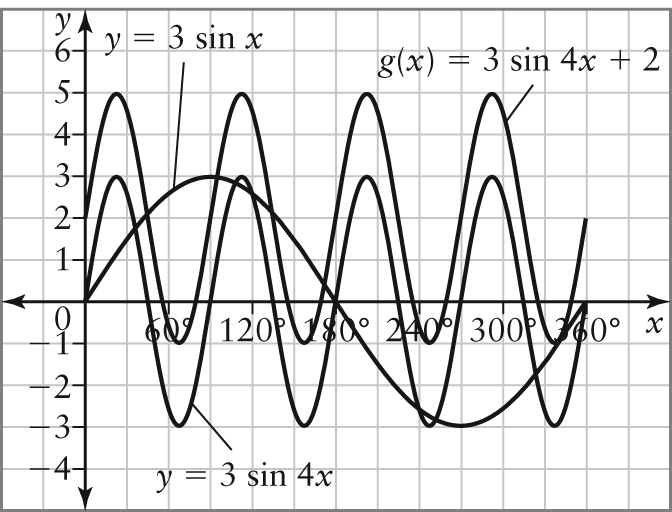 y
y = 3 sin x
g(x) = 3 sin 4x + 2
6
5
4
3
2
1
0
60° 120° 180° 240° 300° 360° x
−1
−2
−3
−4
y = 3 sin 4x